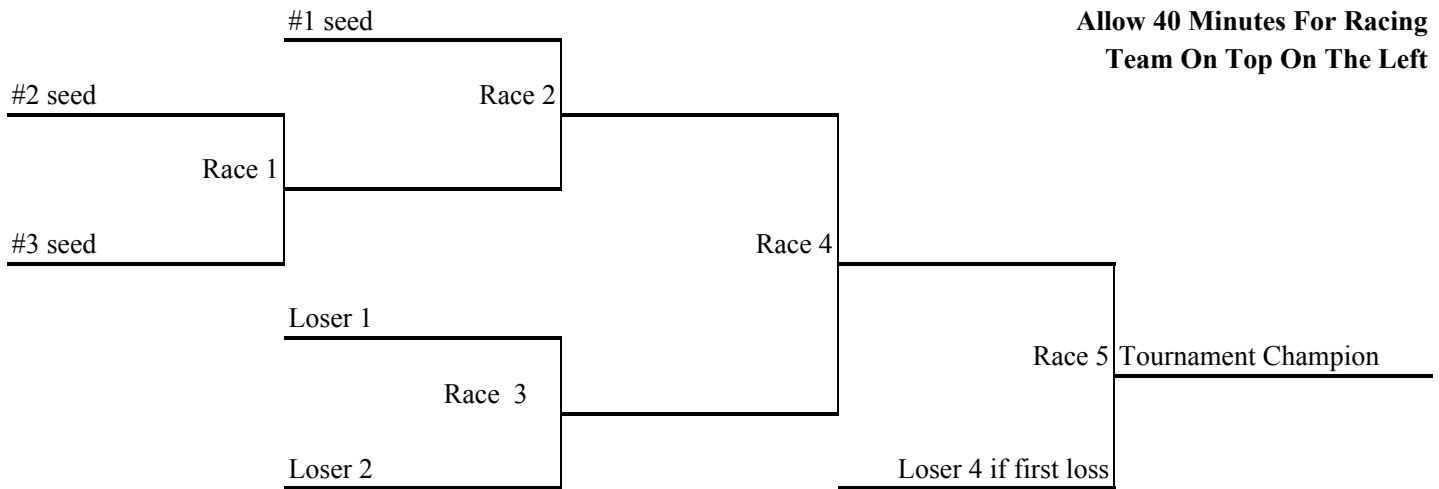 #1 seed
Allow 40 Minutes For Racing
Team On Top On The Left
#2 seed
Race 2
Race 1
#3 seed
Race 4
Loser 1
Race 5
Tournament Champion
Race 3
Loser 2
Loser 4 if first loss